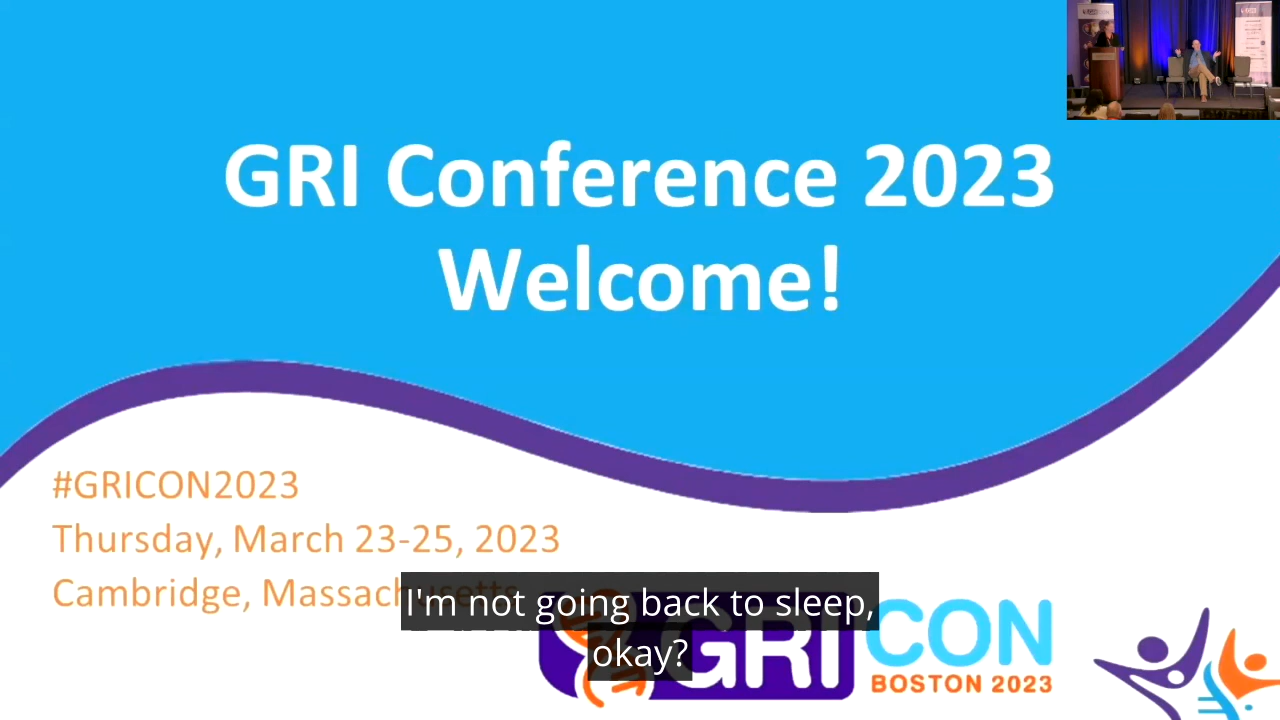 GRI Conference 2023
Welcome!
#GRICON2023
Thursday, March 23-25, 2023
Cambridge, Massachusetts
I'm not going back to sleep,
okay?
GRI CON
BOSTON 2023